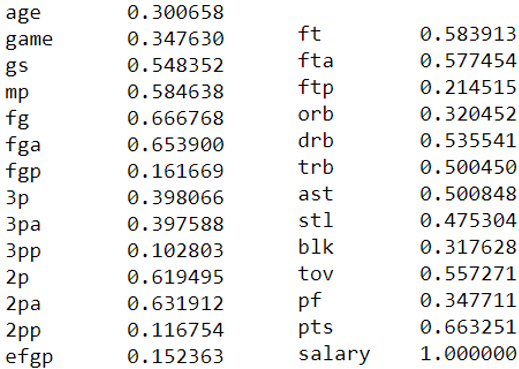 age 0.300658
game 0.347630
gs 0.548352
mp 0.584638
fg 0.666768
fga 0.653900
fgp 0.161669
3p 0.398066
3pa 0.397588
3pp 0.102803
2p 0.619495
2pa 0.631912
2pp 0.116754
efgp 0.152363
ft 0.583913
fta 0.577454
ftp 0.214515
orb 0.320452
drb 0.535541
trb 0.500450
ast 0.500848
stl 0.475304
blk 0.317628
tov 0.557271
pf 0.347711
pts 0.663251
salary 1.000000